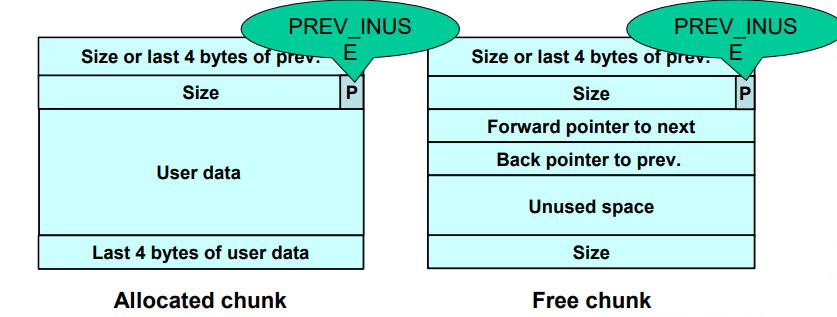 PREV_INUS
E
Size or last 4 bytes of prev.
Size
P
User data
Last 4 bytes of user data
Allocated chunk
PREV_INUS
E
Size or last 4 bytes of prev.
Size
P
Forward pointer to next
Back pointer to prev.
Unused space
Size
Free chunk